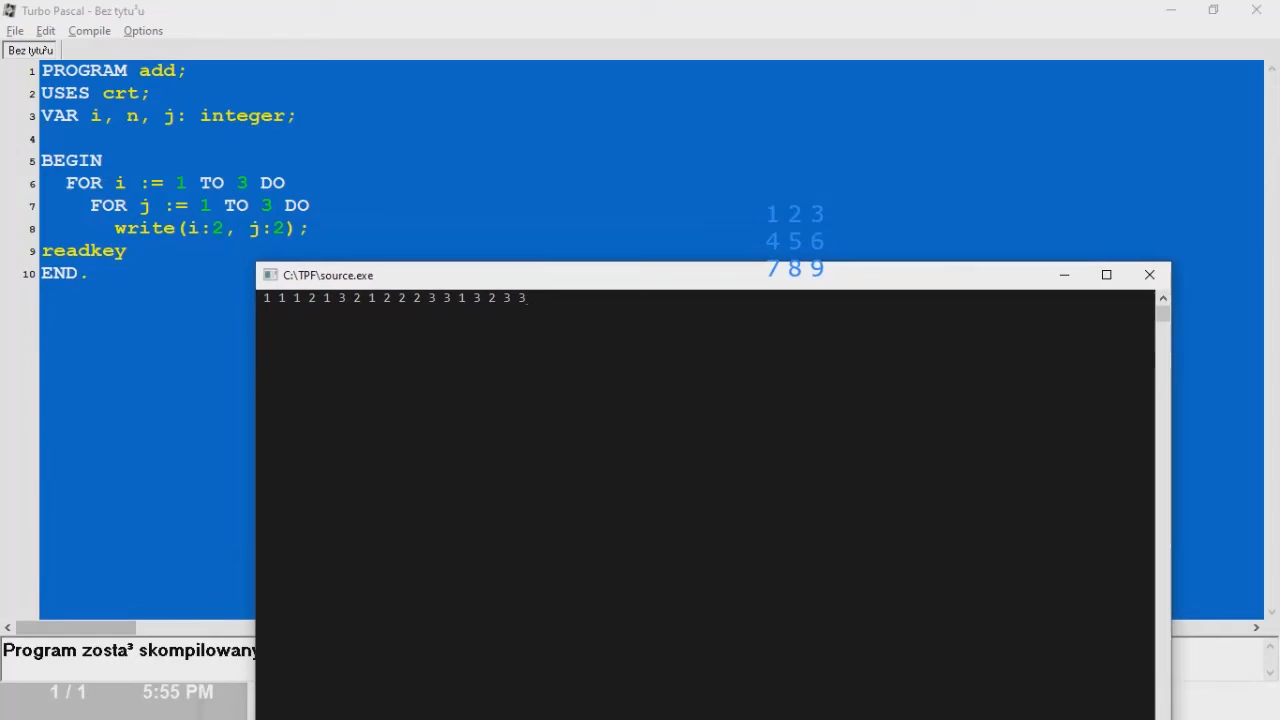 Turbo Pascal - Bez tytu³u
File Edit Compile Options
Bez tytu³u
1 PROGRAM add;
2 USES crt;
3 VAR i, n, j: integer;
4
5 BEGIN
6 FOR i := 1 TO 3 DO
7 FOR j := 1 TO 3 DO
8 write(i:2, j:2);
9 readkey
10 END.
1 2 3
4 5 6
7 8 9
C:\TPF\source.exe
1 1 1 2 1 3 2 1 2 2 2 3 3 1 3 2 3 3
Program zosta³ skompilowany
1 / 1 5:55 PM